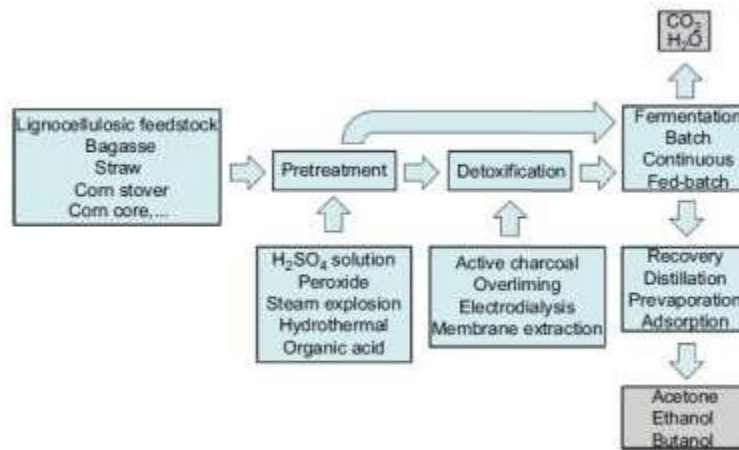 CO2
H2O
Lignocellulosic feedstock
Bagasse
Straw
Corn stover
Corn core,...
Pretreatment
Detoxification
Fermentation
Batch
Continuous
Fed-batch
H2SO4 solution
Peroxide
Steam explosion
Hydrothermal
Organic acid
Active charcoal
Overliming
Electrodialysis
Membrane extraction
Recovery
Distillation
Prevaporation
Adsorption
Acetone
Ethanol
Butanol